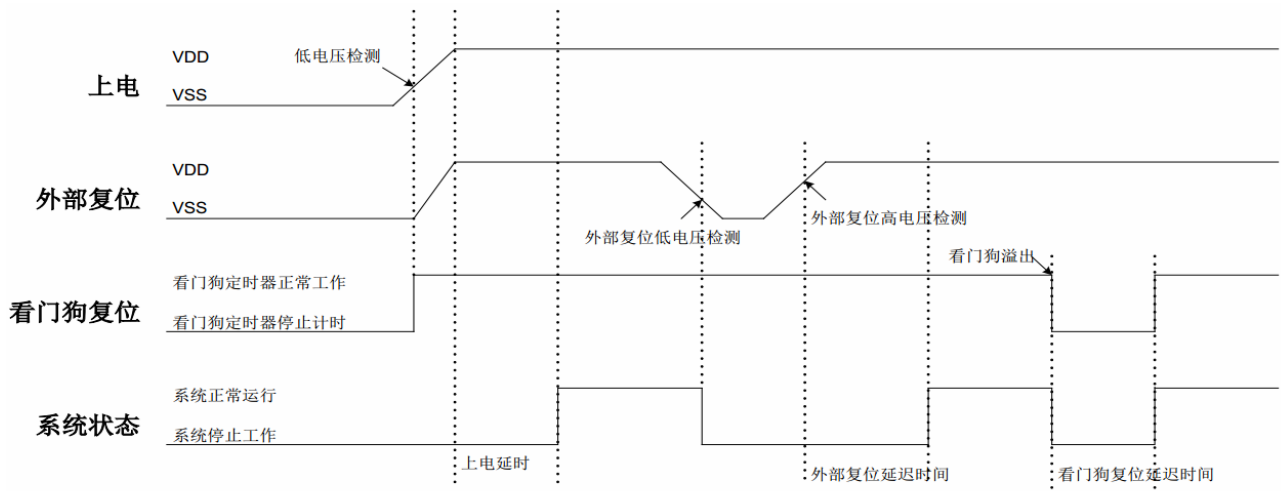 VDD
低电压检测
上电
VSS
VDD
外部复位
VSS
外部复位高电压检测
外部复位低电压检测
看门狗溢出
看门狗定时器正常工作
看门狗复位
看门狗定时器停止计时
系统正常运行
系统状态
系统停止工作
上电延时
外部复位延迟时间
看门狗复位延迟时间